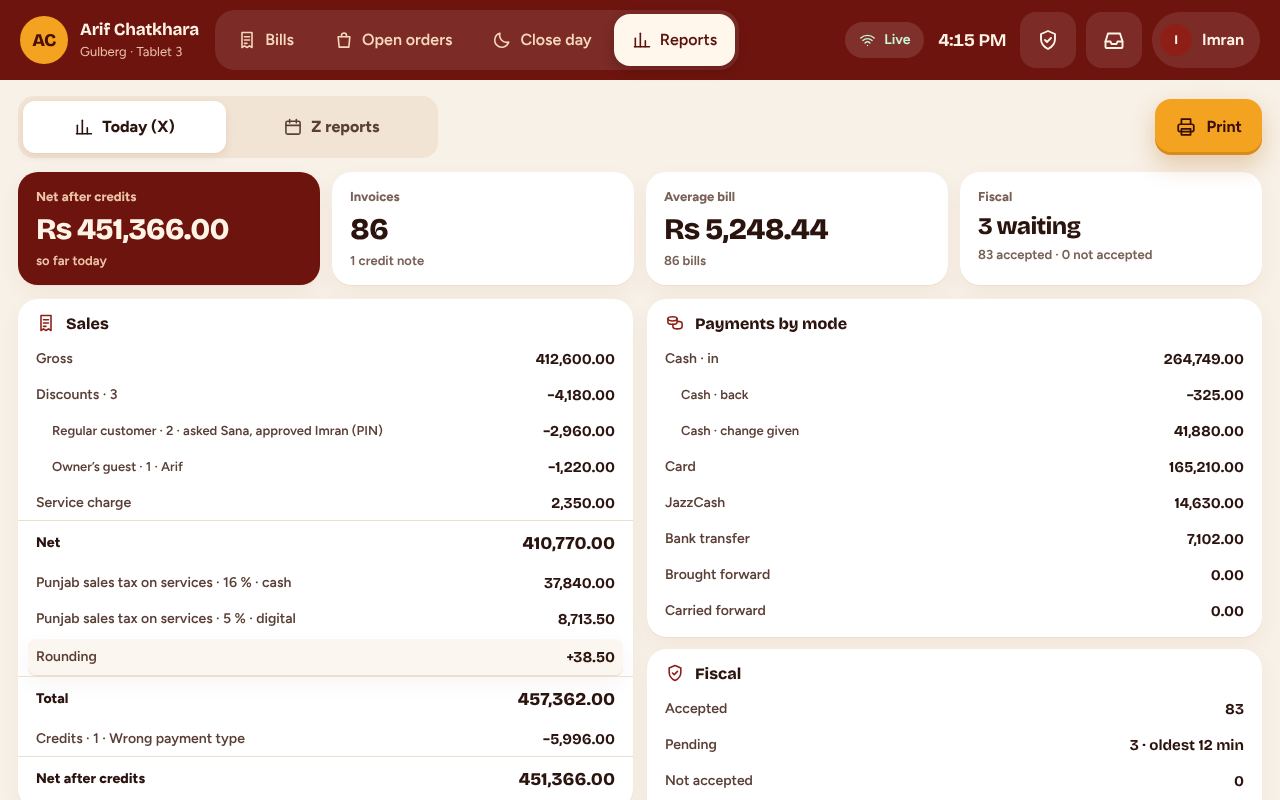 AC
Arif Chatkhara
Gulberg · Tablet 3
Bills
Open orders
Close day
Reports
Live
4:15 PM
I
Imran
Today (X)
Z reports
Print
Net after credits
Rs 451,366.00
so far today
Invoices
86
1 credit note
Average bill
Rs 5,248.44
86 bills
Fiscal
3 waiting
83 accepted · 0 not accepted
Sales
Gross 412,600.00
Discounts · 3 −4,180.00
Regular customer · 2 · asked Sana, approved Imran (PIN) −2,960.00
Owner’s guest · 1 · Arif −1,220.00
Service charge 2,350.00
Net 410,770.00
Punjab sales tax on services · 16 % · cash 37,840.00
Punjab sales tax on services · 5 % · digital 8,713.50
Rounding +38.50
Total 457,362.00
Credits · 1 · Wrong payment type −5,996.00
Net after credits 451,366.00
Payments by mode
Cash · in 264,749.00
Cash · back −325.00
Cash · change given 41,880.00
Card 165,210.00
JazzCash 14,630.00
Bank transfer 7,102.00
Brought forward 0.00
Carried forward 0.00
Fiscal
Accepted 83
Pending 3 · oldest 12 min
Not accepted 0